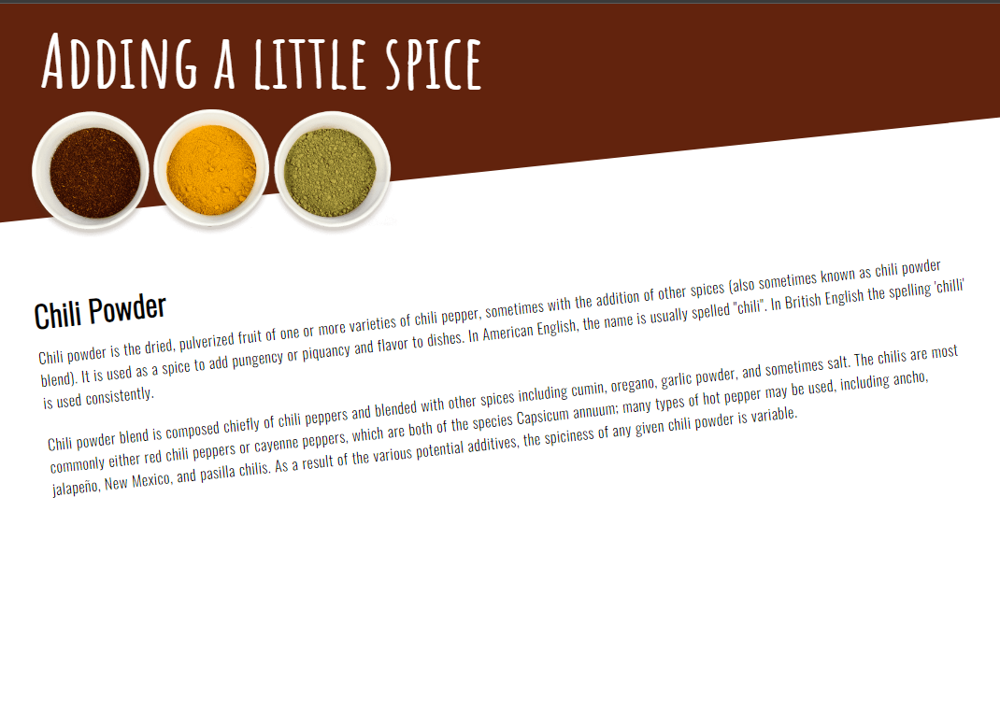 Adding a little spice
Chili Powder
Chili powder is the dried, pulverized fruit of one or more varieties of chili pepper, sometimes with the addition of other spices (also sometimes known as chili powder
blend). It is used as a spice to add pungency or piquancy and flavor to dishes. In American English, the name is usually spelled "chili". In British English the spelling 'chilli'
is used consistently.
Chili powder blend is composed chiefly of chili peppers and blended with other spices including cumin, oregano, garlic powder, and sometimes salt. The chilis are most
commonly either red chili peppers or cayenne peppers, which are both of the species Capsicum annuum; many types of hot pepper may be used, including ancho,
jalapeño, New Mexico, and pasilla chilis. As a result of the various potential additives, the spiciness of any given chili powder is variable.